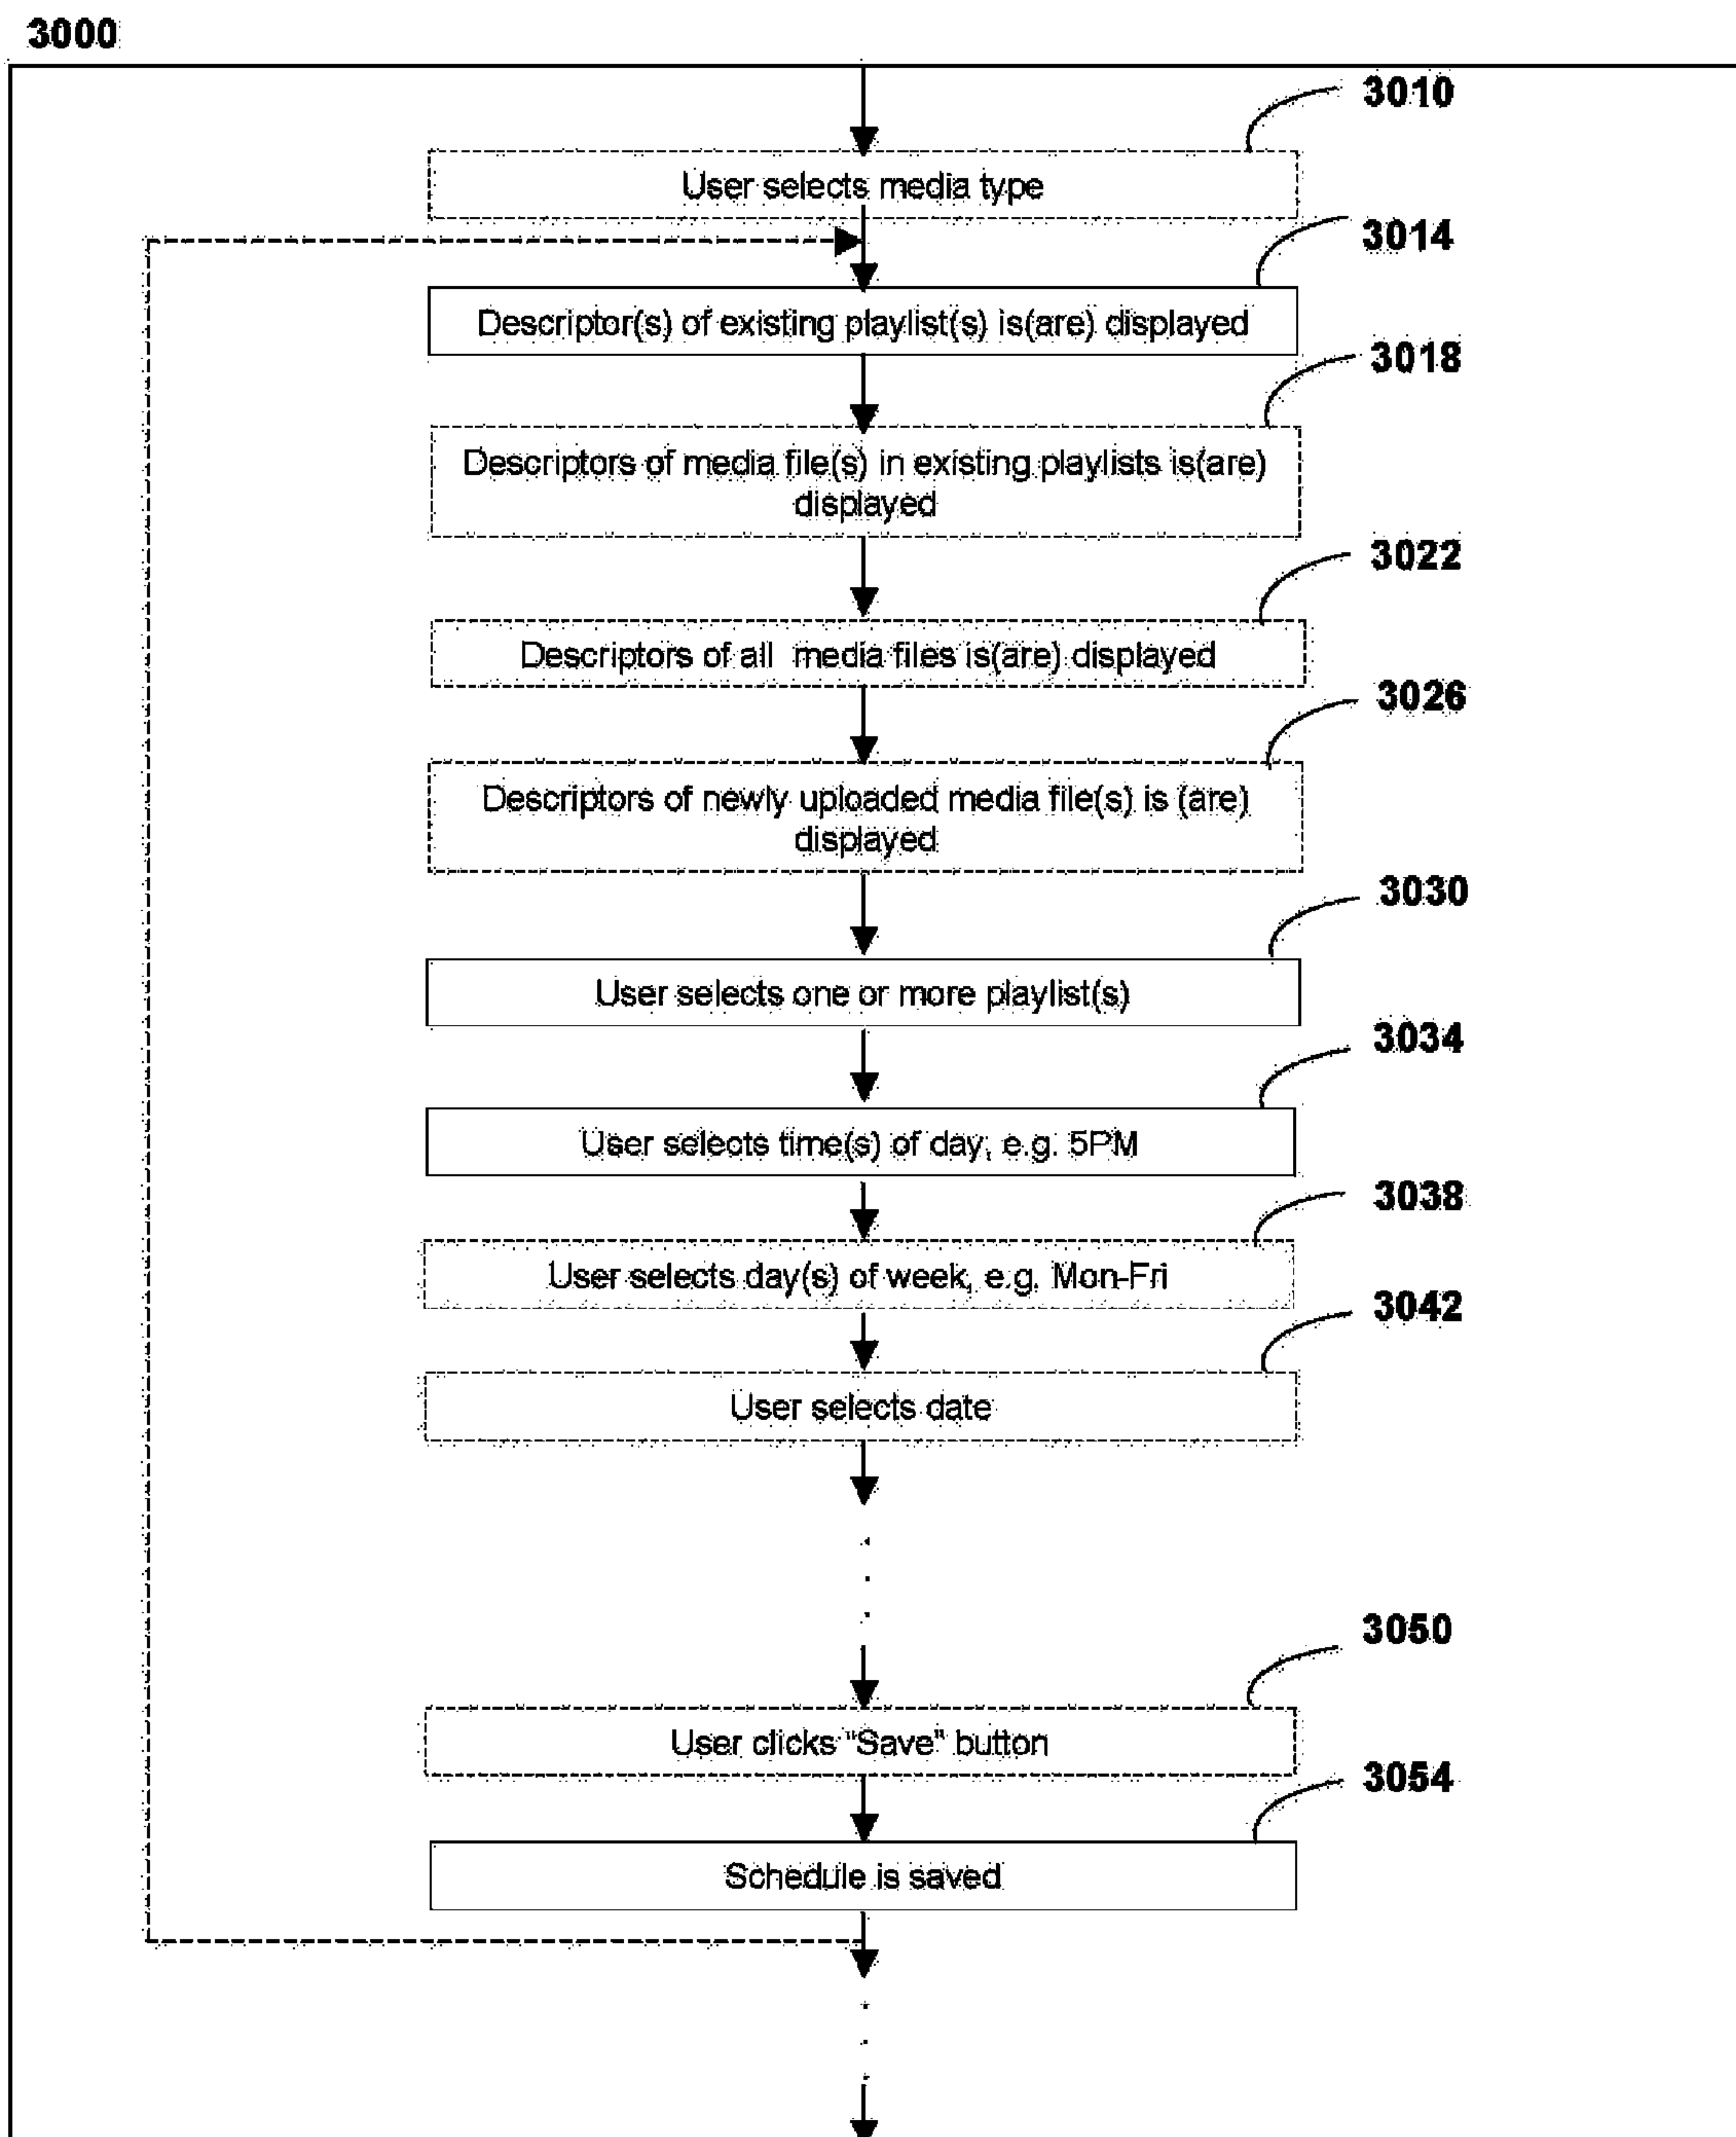 3000
3010
User selects media type
3014
Descriptor(s) of existing playlist(s) is(are) displayed
3018
Descriptors of media file(s) in existing playlists is(are)
displayed
3022
Descriptors of all media files is(are) displayed
3026
Descriptors of newly uploaded media file(s) is (are)
displayed
3030
User selects one or more playlist(s)
3034
User selects time(s) of day, e.g. 5PM
3038
User selects day(s) of week, e.g. Mon-Fri
3042
User selects date
3050
User clicks "Save" button
3054
Schedule is saved